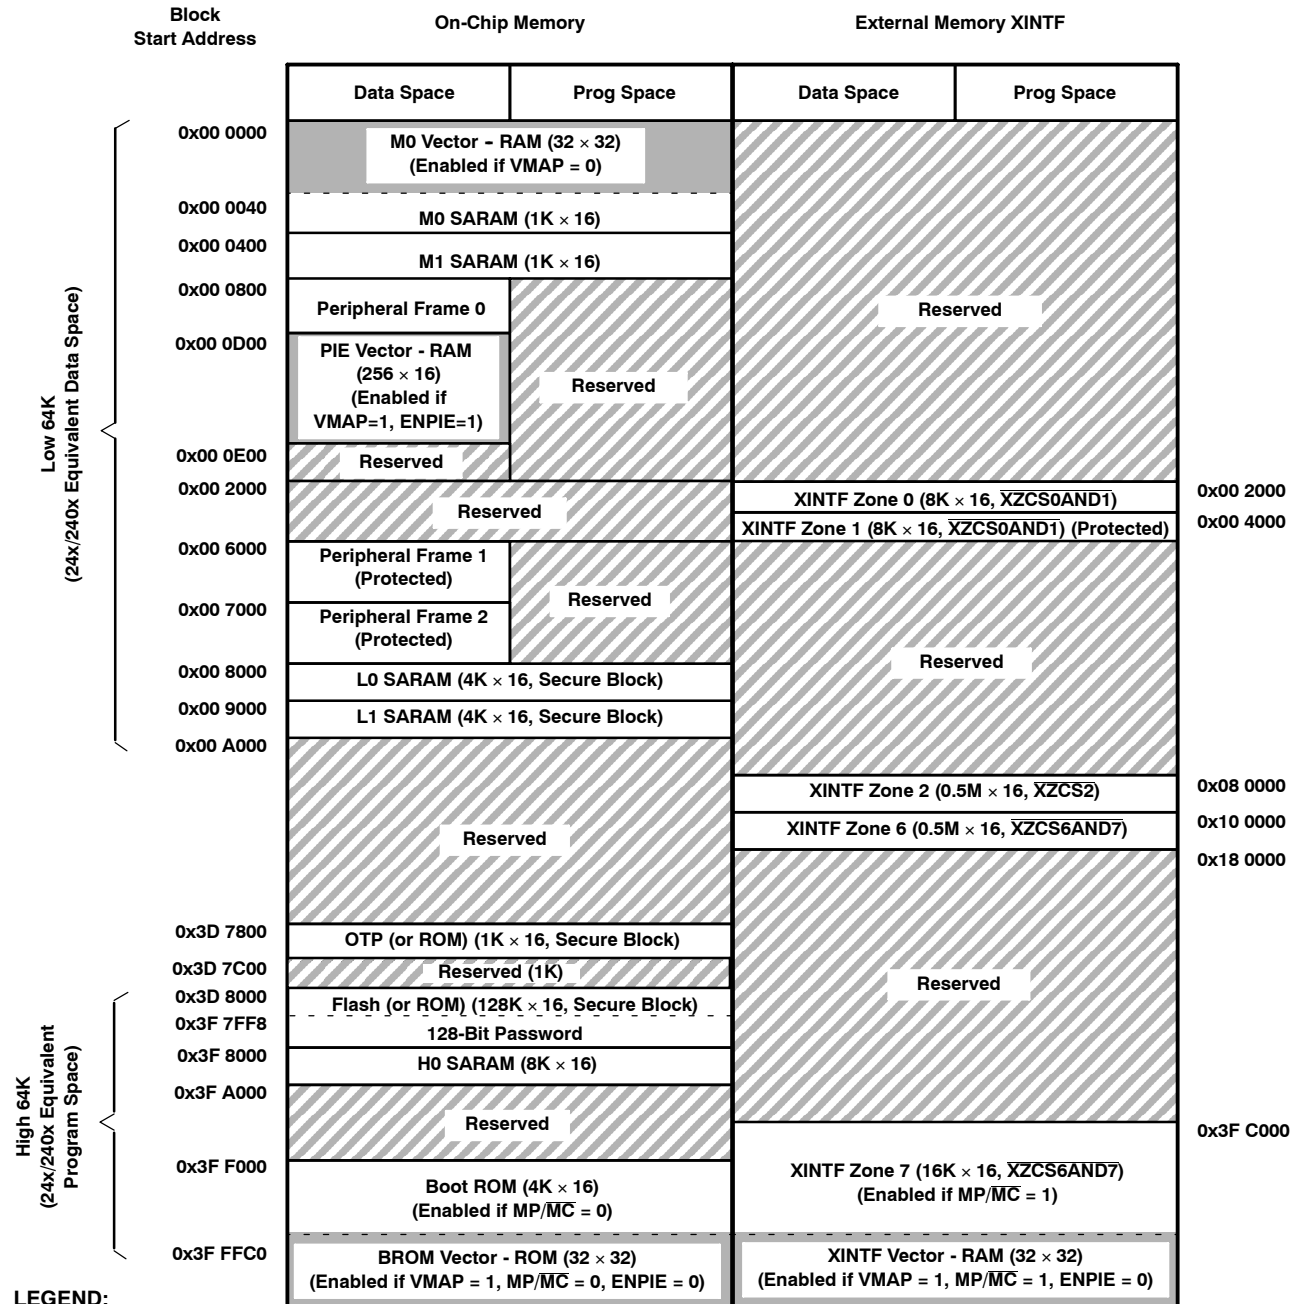 Block
Start Address
On-Chip Memory
External Memory XINTF
Data Space
Prog Space
Data Space
Prog Space
Low 64K
(24x/240x Equivalent Data Space)
0x00 0000
M0 Vector - RAM (32 × 32)
(Enabled if VMAP = 0)
0x00 0040
M0 SARAM (1K × 16)
0x00 0400
M1 SARAM (1K × 16)
0x00 0800
Peripheral Frame 0
0x00 0D00
PIE Vector - RAM
(256 × 16)
(Enabled if
VMAP=1, ENPIE=1)
Reserved
0x00 0E00
Reserved
0x00 2000
Reserved
0x00 6000
Peripheral Frame 1
(Protected)
0x00 7000
Peripheral Frame 2
(Protected)
Reserved
0x00 8000
L0 SARAM (4K × 16, Secure Block)
0x00 9000
L1 SARAM (4K × 16, Secure Block)
0x00 A000
Reserved
0x3D 7800
OTP (or ROM) (1K × 16, Secure Block)
0x3D 7C00
Reserved (1K)
High 64K
(24x/240x Equivalent
Program Space)
0x3D 8000
Flash (or ROM) (128K × 16, Secure Block)
0x3F 7FF8
128-Bit Password
0x3F 8000
H0 SARAM (8K × 16)
0x3F A000
Reserved
0x3F F000
Boot ROM (4K × 16)
(Enabled if MP/M̅C̅ = 0)
0x3F FFC0
BROM Vector - ROM (32 × 32)
(Enabled if VMAP = 1, MP/M̅C̅ = 0, ENPIE = 0)
Reserved
XINTF Zone 0 (8K × 16, X̅Z̅C̅S̅0̅A̅N̅D̅1̅)
0x00 2000
XINTF Zone 1 (8K × 16, X̅Z̅C̅S̅0̅A̅N̅D̅1̅) (Protected)
0x00 4000
Reserved
XINTF Zone 2 (0.5M × 16, X̅Z̅C̅S̅2̅)
0x08 0000
XINTF Zone 6 (0.5M × 16, X̅Z̅C̅S̅6̅A̅N̅D̅7̅)
0x10 0000
0x18 0000
Reserved
0x3F C000
XINTF Zone 7 (16K × 16, X̅Z̅C̅S̅6̅A̅N̅D̅7̅)
(Enabled if MP/M̅C̅ = 1)
XINTF Vector - RAM (32 × 32)
(Enabled if VMAP = 1, MP/M̅C̅ = 1, ENPIE = 0)
LEGEND: